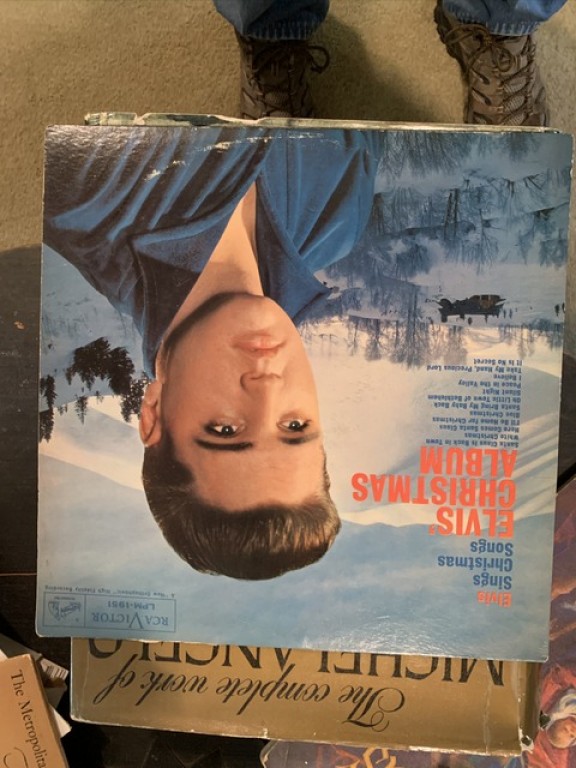 Elvis
Sings
Christmas
Songs
ELVIS'
CHRISTMAS
ALBUM
Santa Claus Is Back in Town
White Christmas
Here Comes Santa Claus
I'll Be Home for Christmas
Blue Christmas
Santa Bring My Baby Back
Oh Little Town of Bethlehem
Silent Night
Peace in the Valley
I Believe
Take My Hand, Precious Lord
It Is No Secret
RCA VICTOR
LPM-1951
A "New Orthophonic" High Fidelity Recording
The complete work of
MICHELANGELO
The Metropolita